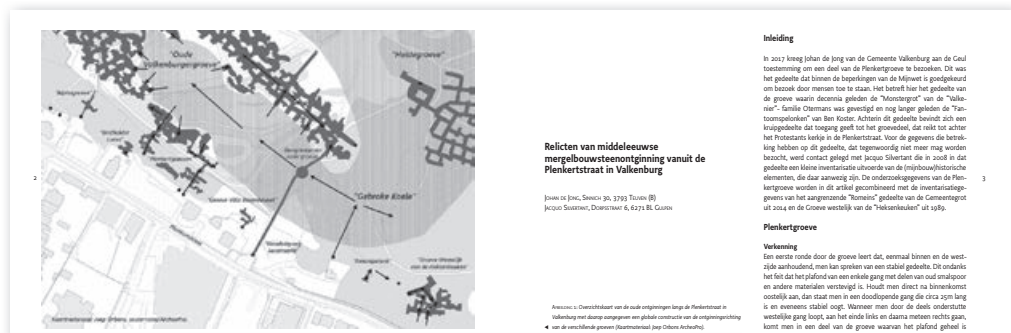 "Oude
Valkenburgergroeve"
"Heidegroeve"
"Gebroke Koele"
Plenkertstraat
2
Relicten van middeleeuwse
mergelbouwsteenontginning vanuit de
Plenkertstraat in Valkenburg
Johan de Jong, Sinnich 30, 3793 Teuven (B)
Jacquo Silvertant, Dorpsstraat 6, 6271 BL Gulpen
Afbeelding 1: Overzichtskaart van de oude ontginningen langs de Plenkertstraat in
Valkenburg met daarop aangegeven een globale constructie van de ontginningsrichting
◄ van de verschillende groeven (Kaartmateriaal Joep Orbons ArcheoPro).
Inleiding
In 2017 kreeg Johan de Jong van de Gemeente Valkenburg aan de Geul
toestemming om een deel van de Plenkertgroeve te bezoeken. Dit was
het gedeelte dat binnen de beperkingen van de Mijnwet is goedgekeurd
om bezoek door mensen toe te staan. Het betreft hier het gedeelte van
de groeve waarin decennia geleden de "Monstergrot" van de "Valke-
nier"- familie Otermans was gevestigd en nog langer geleden de "Fan-
toomspelonken" van Ben Koster. Achterin dit gedeelte bevindt zich een
kruipgedeelte dat toegang geeft tot het groevedeel, dat reikt tot achter
het Protestants kerkje in de Plenkertstraat. Voor de gegevens die betrek-
king hebben op dit gedeelte, dat tegenwoordig niet meer mag worden
bezocht, werd contact gelegd met Jacquo Silvertant die in 2008 in dat
gedeelte een kleine inventarisatie uitvoerde van de (mijnbouw)historische
elementen, die daar aanwezig zijn. De onderzoeksgegevens van de Plen-
kertgroeve worden in dit artikel gecombineerd met de inventarisatiege-
gevens van het aangrenzende "Romeins" gedeelte van de Gemeentegrot
uit 2014 en de Groeve westelijk van de "Heksenkeuken" uit 1989.
3
Plenkertgroeve
Verkenning
Een eerste ronde door de groeve leert dat, eenmaal binnen en de west-
zijde aanhoudend, men kan spreken van een stabiel gedeelte. Dit ondanks
het feit dat het plafond van een enkele gang met delen van oud smalspoor
en andere materialen verstevigd is. Houdt men direct na binnenkomst
oostelijk aan, dan staat men in een doodlopende gang die circa 25m lang
is en eveneens stabiel oogt. Wanneer men door de deels onderstutte
westelijke gang loopt, aan het einde links en daarna meteen rechts gaan,
komt men in een deel van de groeve waarvan het plafond geheel is